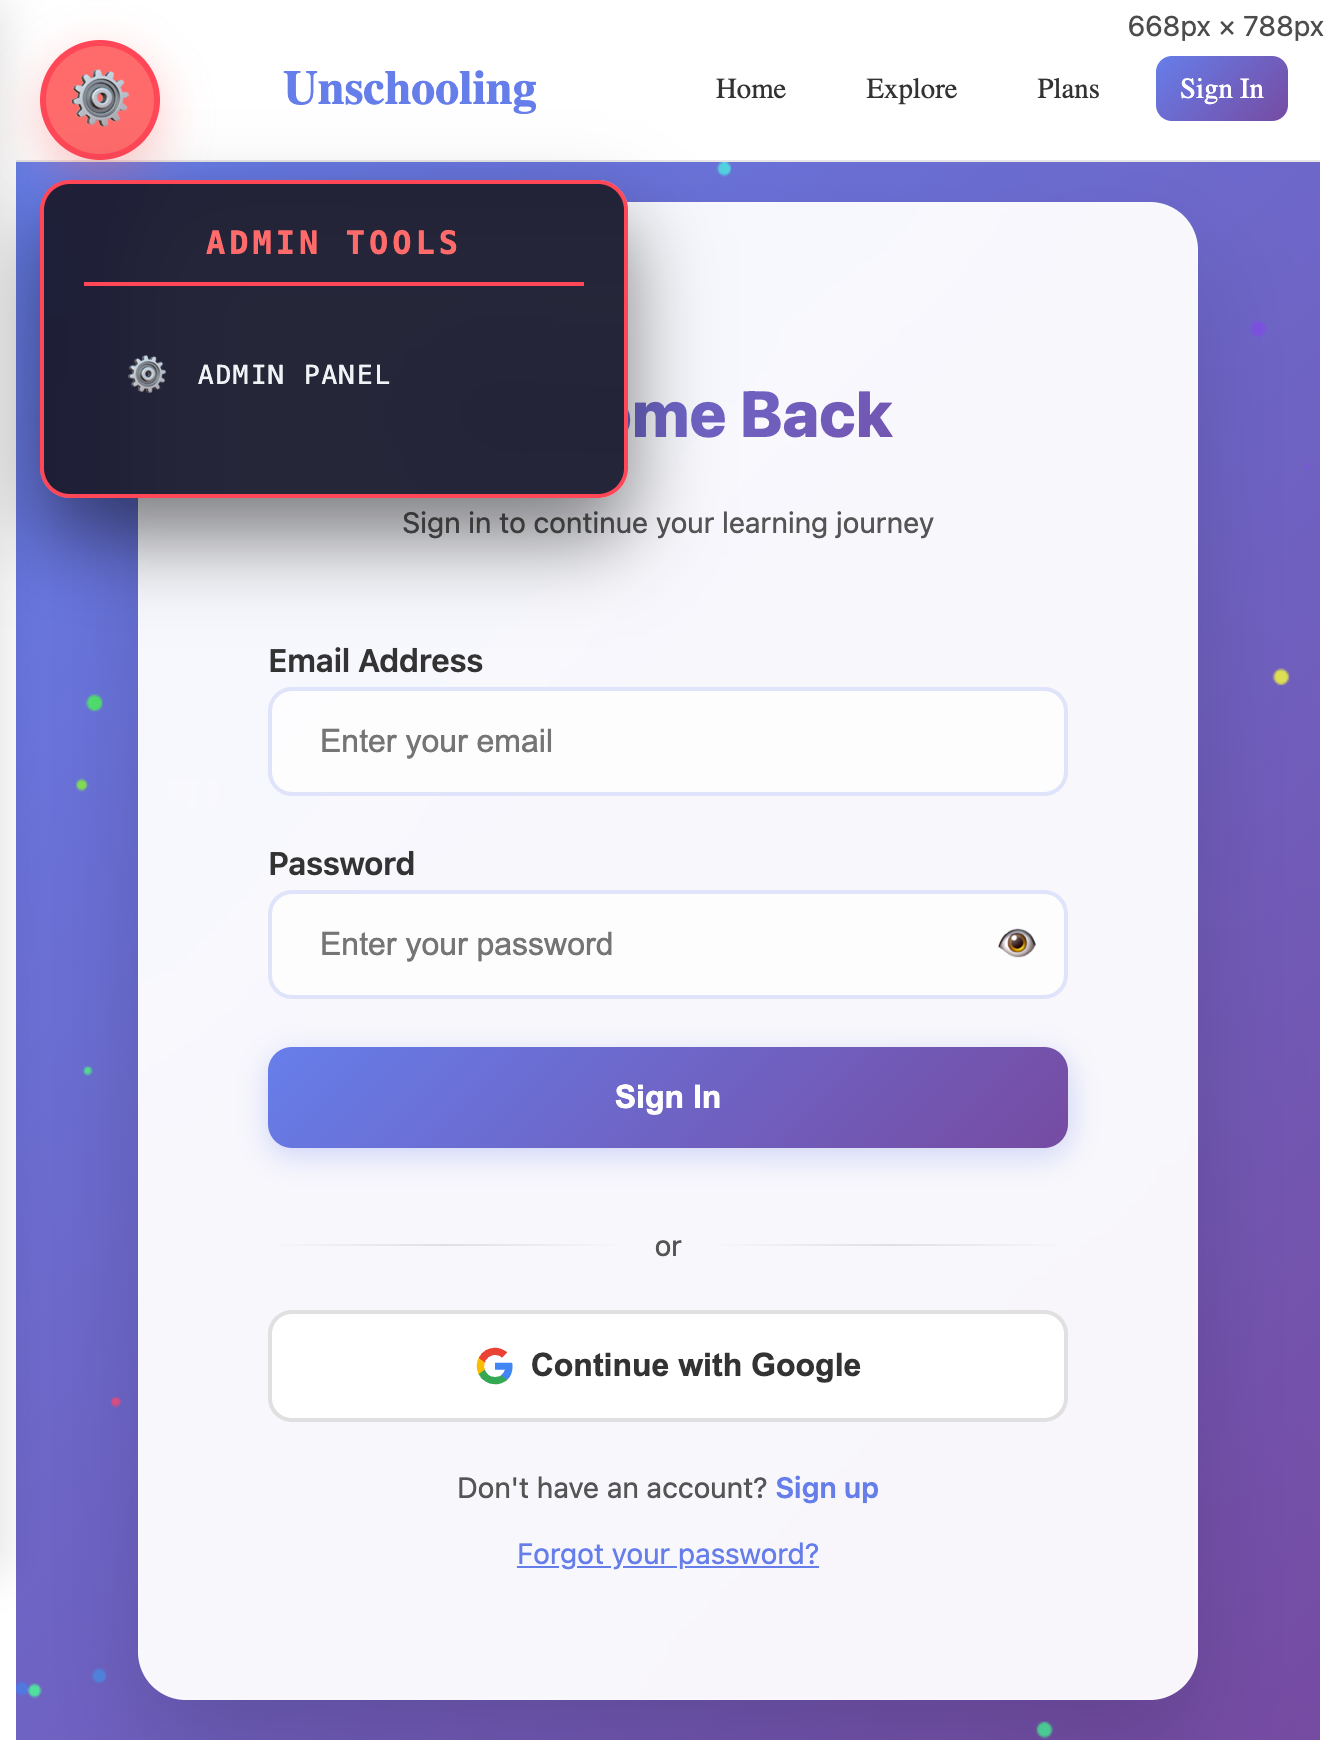 668px × 788px
Unschooling Home Explore Plans Sign In
ADMIN TOOLS
ADMIN PANEL
ome Back
Sign in to continue your learning journey
Email Address
Enter your email
Password
Enter your password
Sign In
or
Continue with Google
Don't have an account? Sign up
Forgot your password?